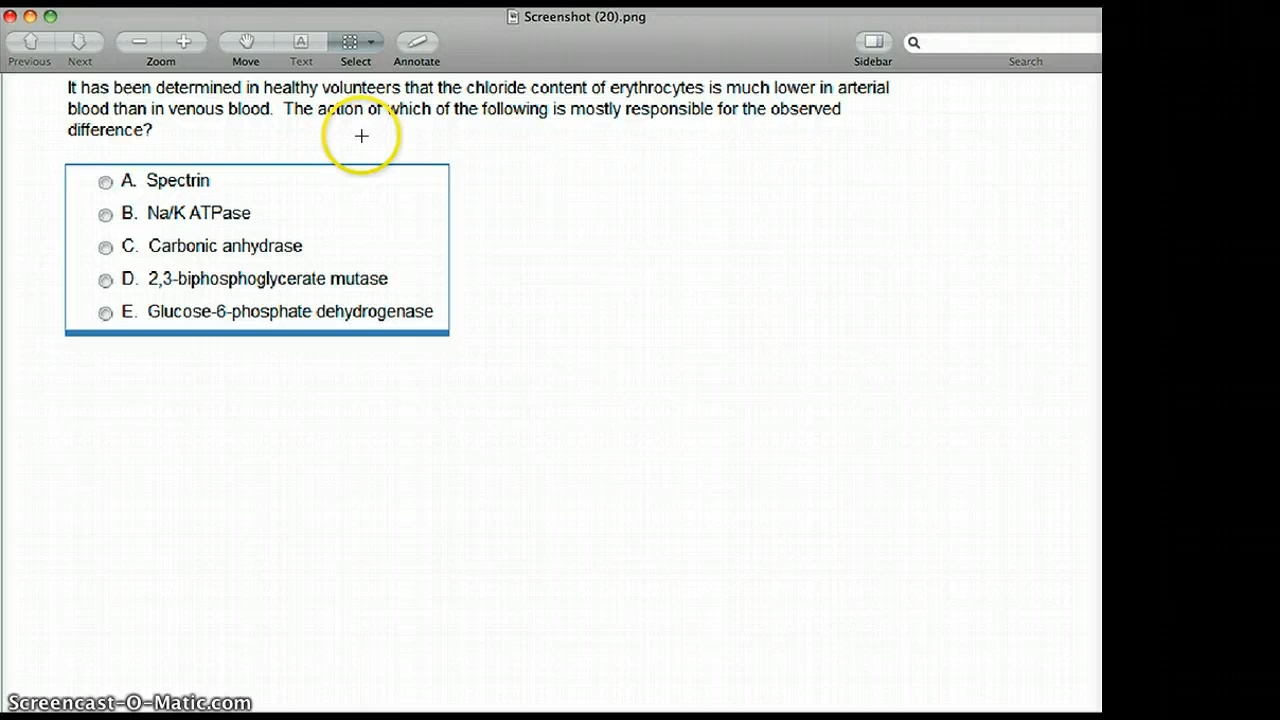 Screenshot (20).png
Previous Next Zoom Move Text Select Annotate Sidebar Search
It has been determined in healthy volunteers that the chloride content of erythrocytes is much lower in arterial
blood than in venous blood. The action of which of the following is mostly responsible for the observed
difference?
A. Spectrin
B. Na/K ATPase
C. Carbonic anhydrase
D. 2,3-biphosphoglycerate mutase
E. Glucose-6-phosphate dehydrogenase
Screencast-O-Matic.com